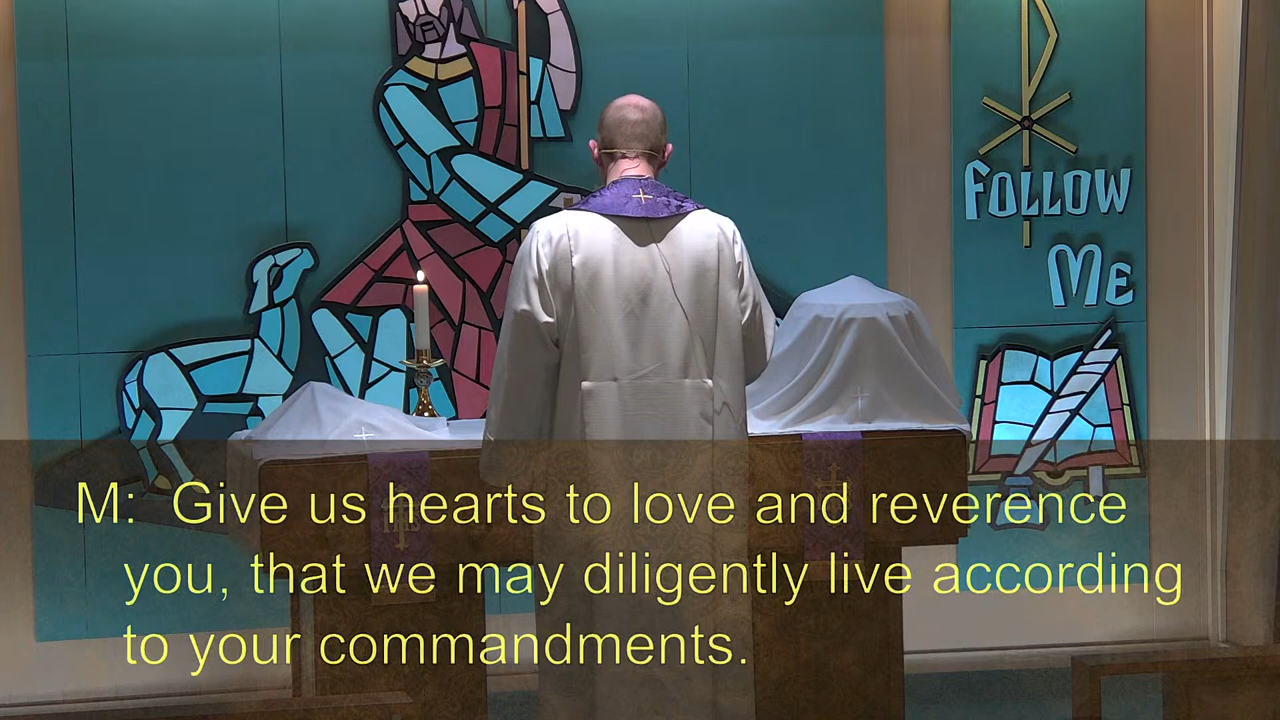 FOLLOW
ME
M: Give us hearts to love and reverence
you, that we may diligently live according
to your commandments.